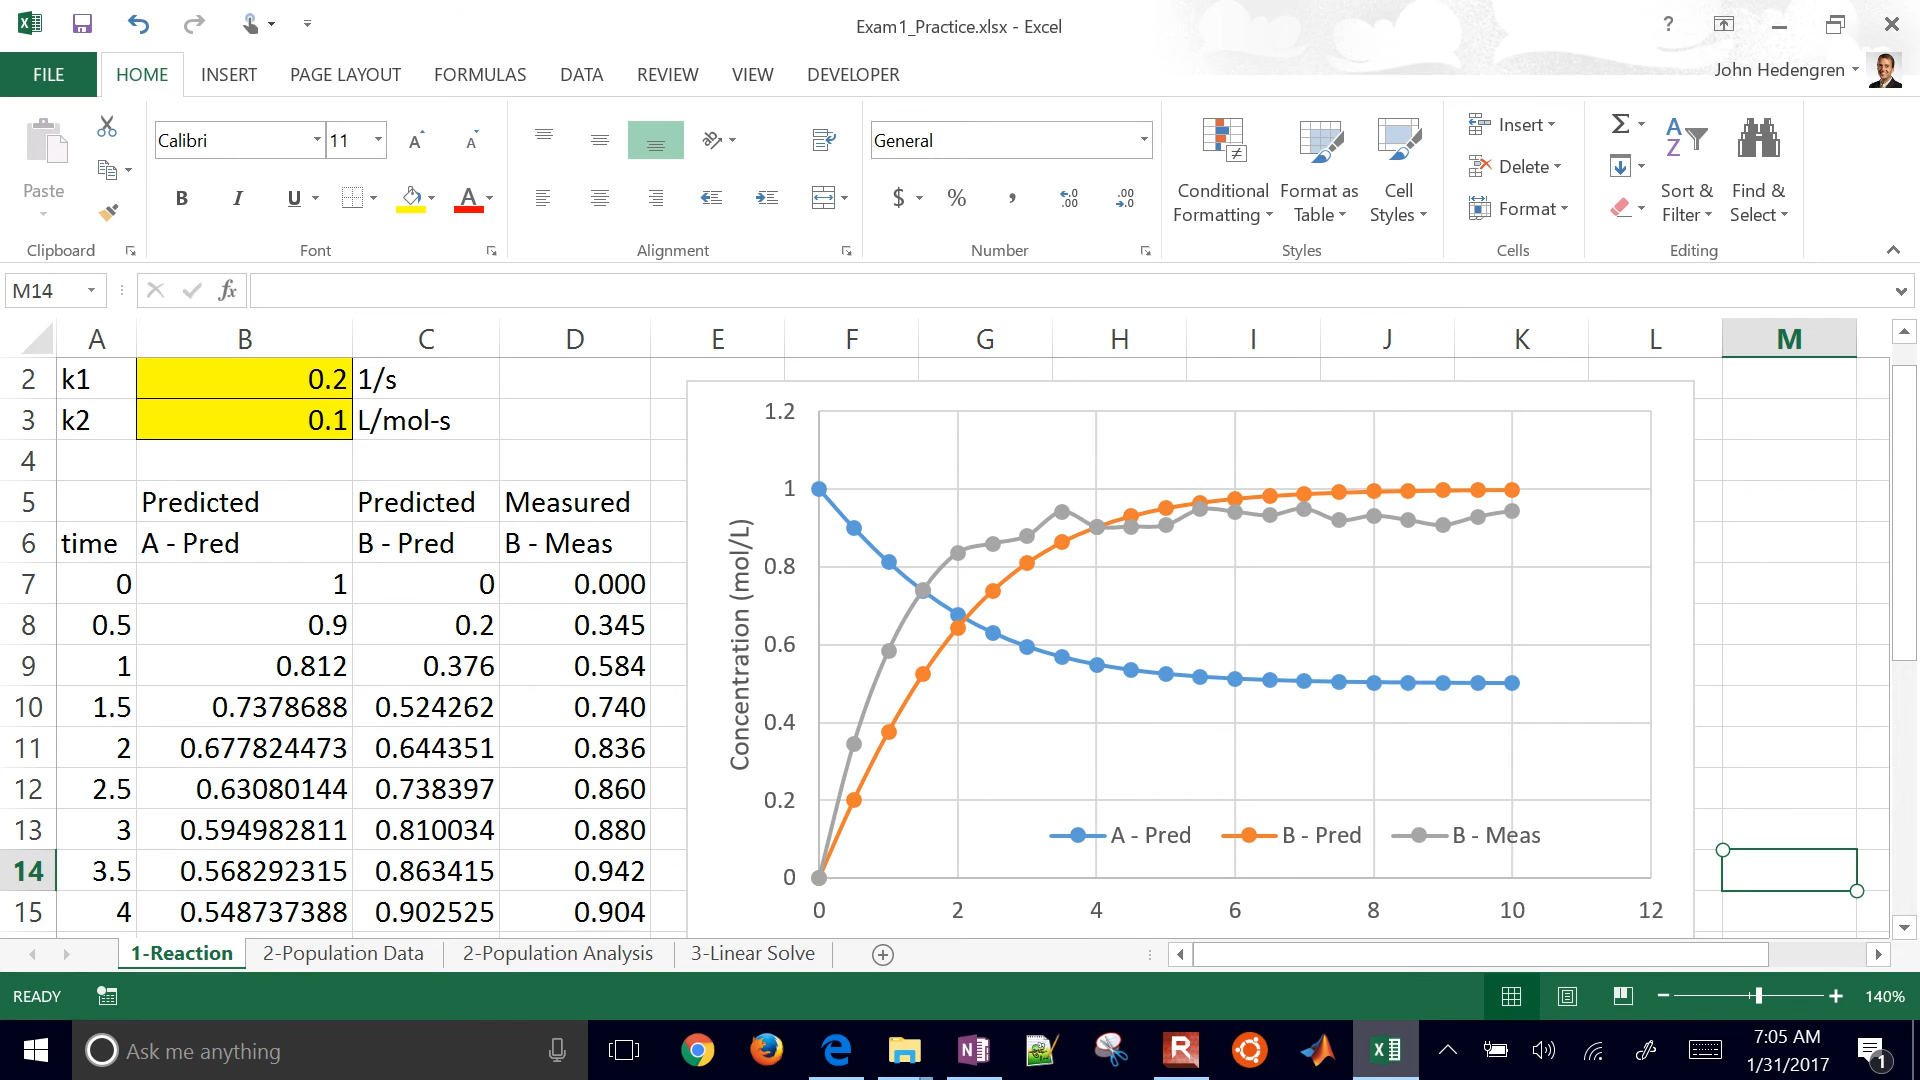 Exam1_Practice.xlsx - Excel
?
FILE HOME INSERT PAGE LAYOUT FORMULAS DATA REVIEW VIEW DEVELOPER
John Hedengren
Paste
Calibri 11
B I U
General
$ %
Conditional Formatting
Format as Table
Cell Styles
Insert
Delete
Format
Sort & Filter
Find & Select
Clipboard Font Alignment Number Styles Cells Editing
M14 fx
A B C D E F G H I J K L M
2 k1 0.2 1/s
3 k2 0.1 L/mol-s
4
5 Predicted Predicted Measured
6 time A - Pred B - Pred B - Meas
7 0 1 0 0.000
8 0.5 0.9 0.2 0.345
9 1 0.812 0.376 0.584
10 1.5 0.7378688 0.524262 0.740
11 2 0.677824473 0.644351 0.836
12 2.5 0.63080144 0.738397 0.860
13 3 0.594982811 0.810034 0.880
14 3.5 0.568292315 0.863415 0.942
15 4 0.548737388 0.902525 0.904
Concentration (mol/L)
1.2
1
0.8
0.6
0.4
0.2
0
A - Pred B - Pred B - Meas
0 2 4 6 8 10 12
1-Reaction 2-Population Data 2-Population Analysis 3-Linear Solve
READY
140%
Ask me anything
7:05 AM
1/31/2017
1